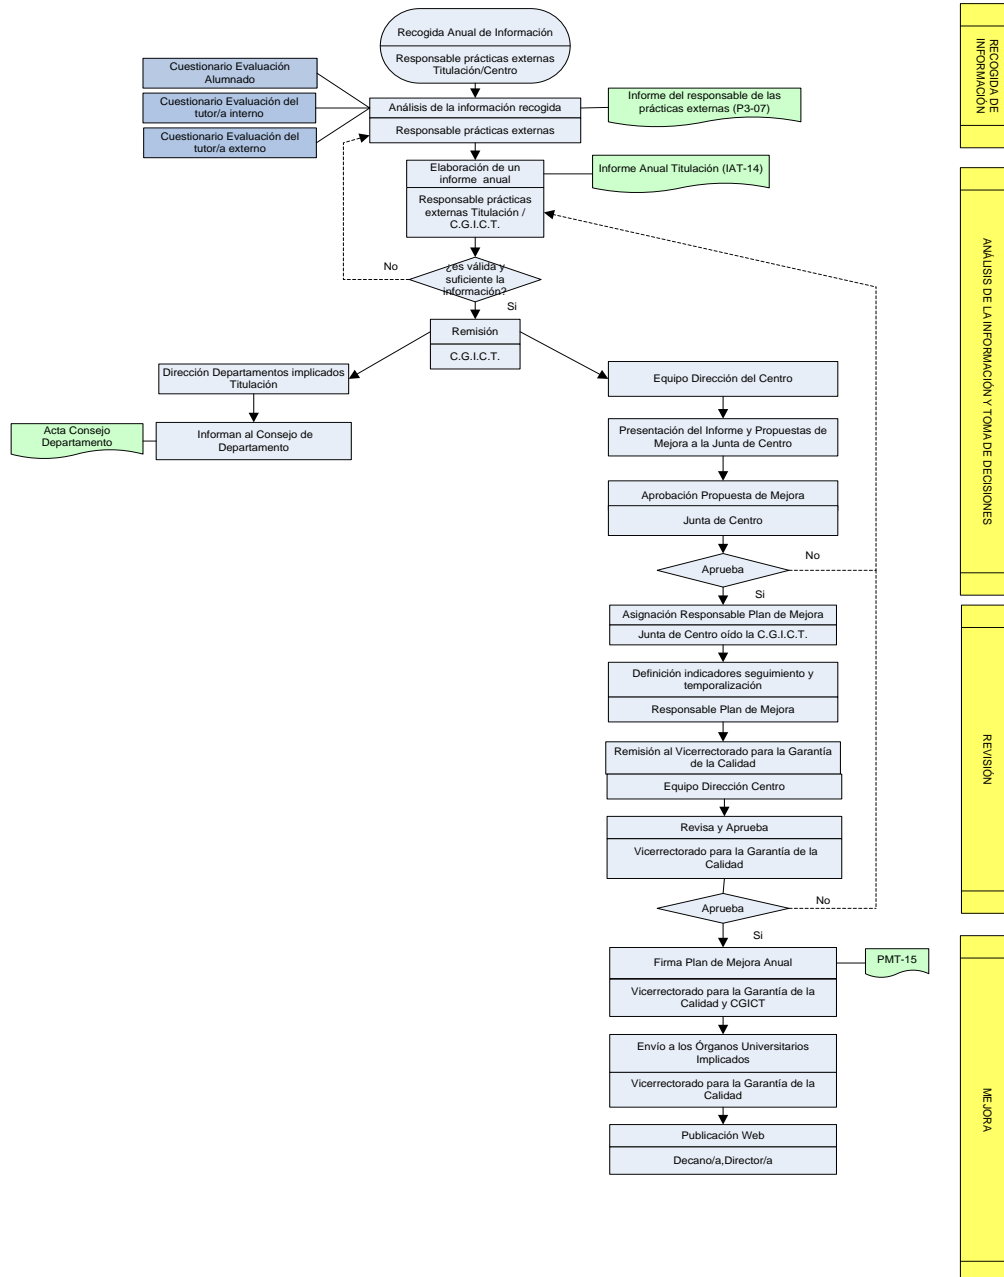 Recogida Anual de Información
Responsable prácticas externas
Titulación/Centro
RECOGIDA DE
INFORMACIÓN
Cuestionario Evaluación
Alumnado
Cuestionario Evaluación del
tutor/a interno
Cuestionario Evaluación del
tutor/a externo
Análisis de la información recogida
Responsable prácticas externas
Informe del responsable de las
prácticas externas (P3-07)
Elaboración de un
informe anual
Responsable prácticas
externas Titulación /
C.G.I.C.T.
Informe Anual Titulación (IAT-14)
ANÁLISIS DE LA INFORMACIÓN Y TOMA DE DECISIONES
No
¿es válida y
suficiente la
información?
Si
Remisión
C.G.I.C.T.
Dirección Departamentos implicados
Titulación
Equipo Dirección del Centro
Acta Consejo
Departamento
Informan al Consejo de
Departamento
Presentación del Informe y Propuestas de
Mejora a la Junta de Centro
Aprobación Propuesta de Mejora
Junta de Centro
Aprueba
No
Si
Asignación Responsable Plan de Mejora
Junta de Centro oído la C.G.I.C.T.
REVISIÓN
Definición indicadores seguimiento y
temporalización
Responsable Plan de Mejora
Remisión al Vicerrectorado para la Garantía
de la Calidad
Equipo Dirección Centro
Revisa y Aprueba
Vicerrectorado para la Garantía de la
Calidad
Aprueba
No
Si
Firma Plan de Mejora Anual
Vicerrectorado para la Garantía de la
Calidad y CGICT
PMT-15
MEJORA
Envío a los Órganos Universitarios
Implicados
Vicerrectorado para la Garantía de la
Calidad
Publicación Web
Decano/a,Director/a